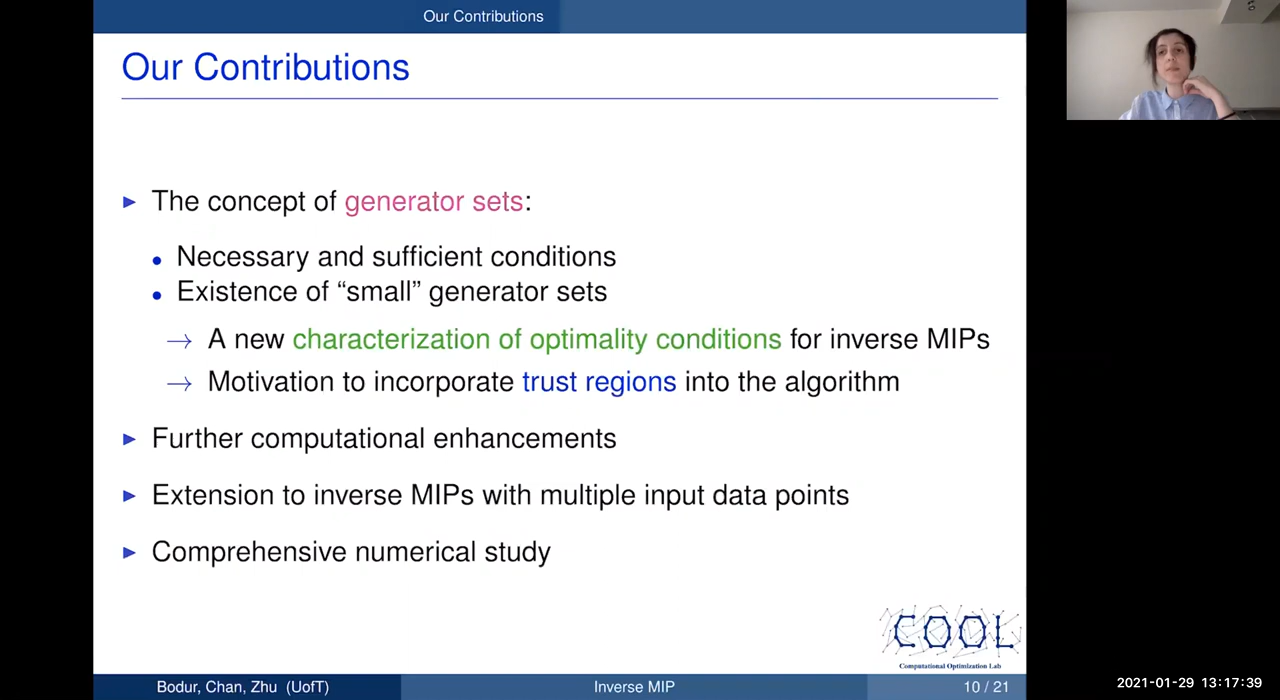 Our Contributions
Our Contributions
► The concept of generator sets:
• Necessary and sufficient conditions
• Existence of “small” generator sets
→ A new characterization of optimality conditions for inverse MIPs
→ Motivation to incorporate trust regions into the algorithm
► Further computational enhancements
► Extension to inverse MIPs with multiple input data points
► Comprehensive numerical study
COOL
Computational Optimization Lab
Bodur, Chan, Zhu (UofT)
Inverse MIP
10 / 21
2021-01-29 13:17:39